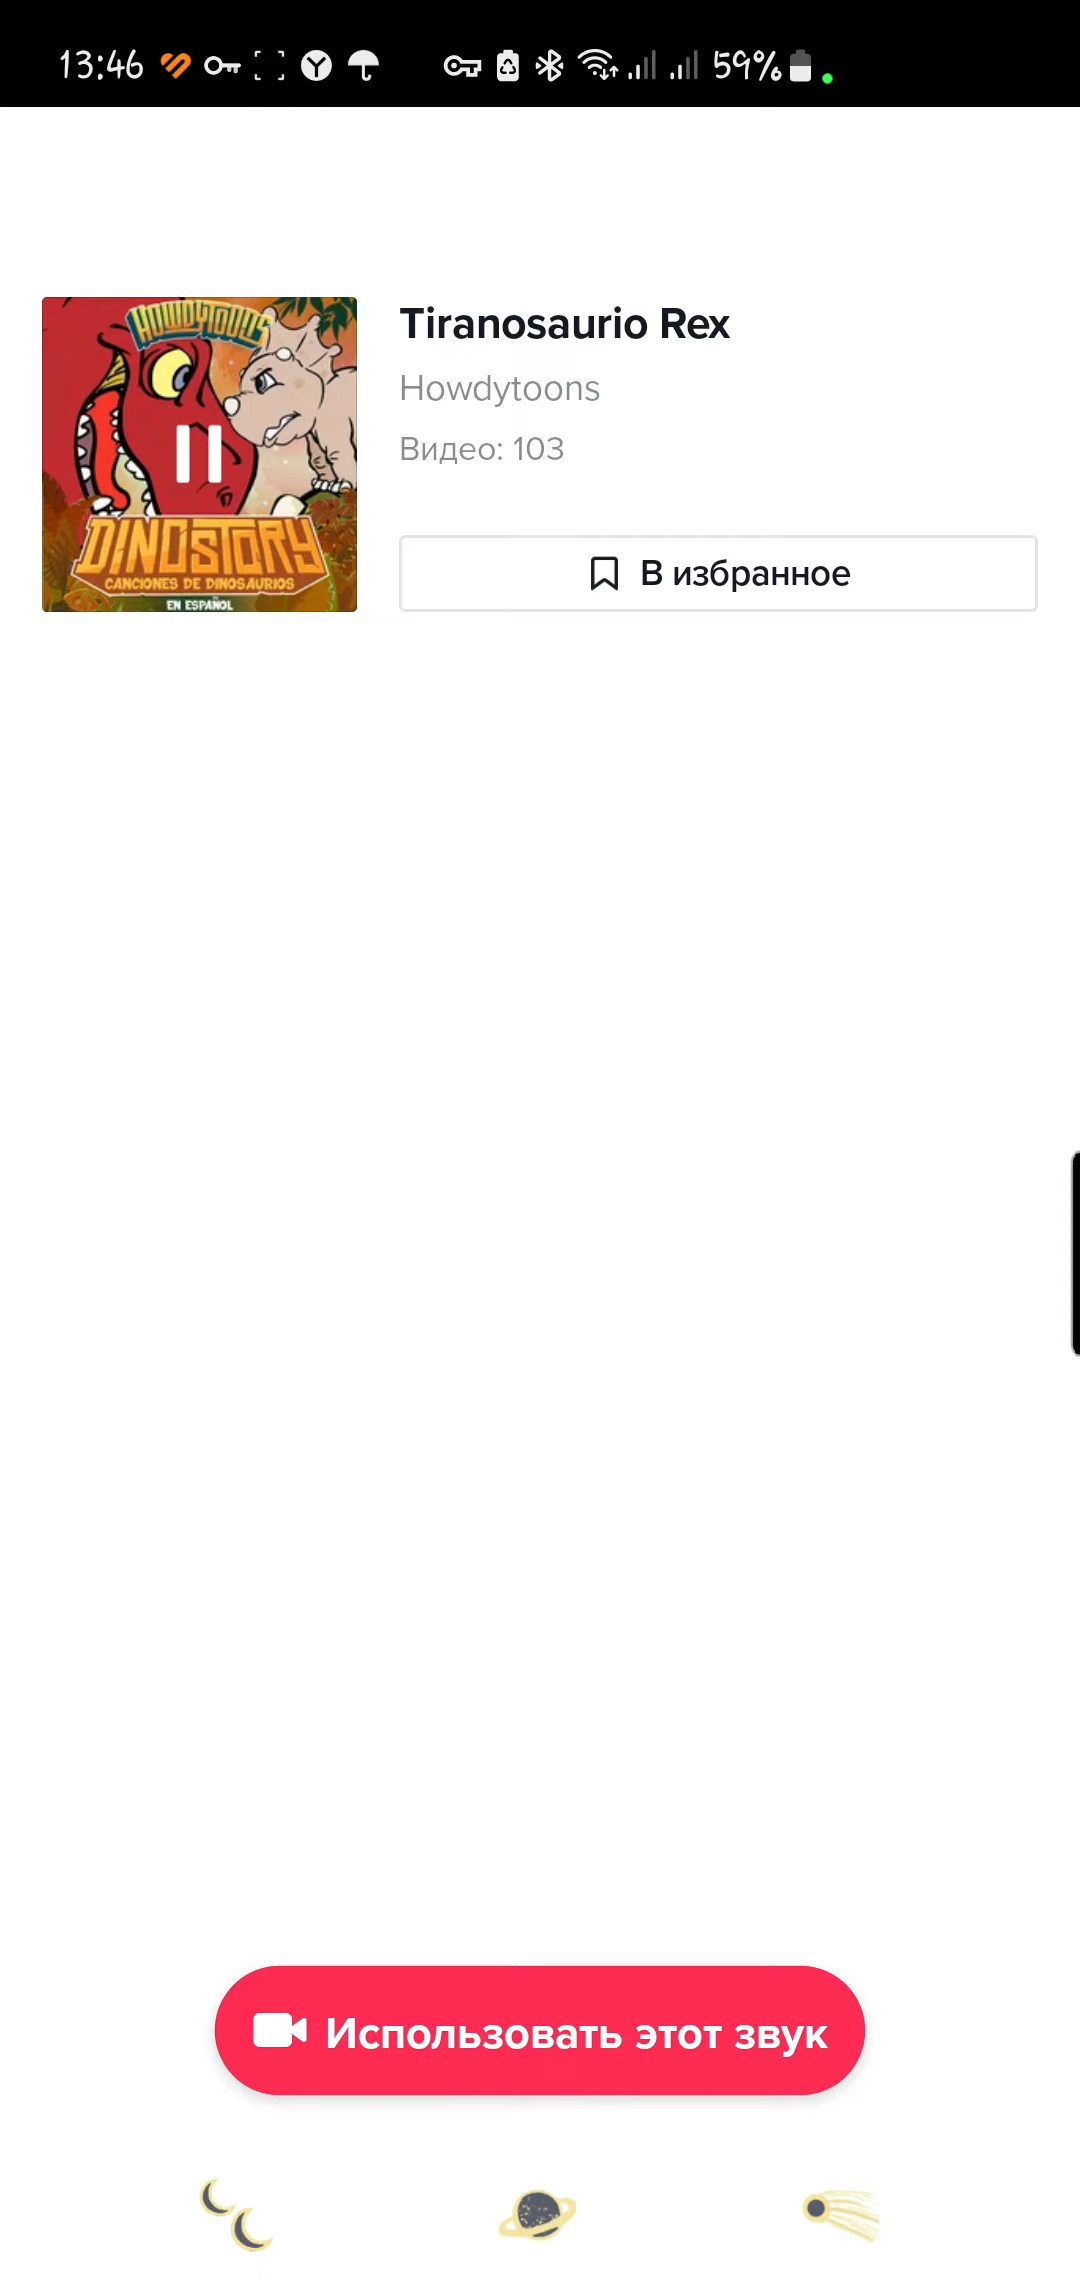 13:46
59%
HOWDYTOONS
DINOSTORY
CANCIONES DE DINOSAURIOS
EN ESPAÑOL
Tiranosaurio Rex
Howdytoons
Видео: 103
В избранное
Использовать этот звук